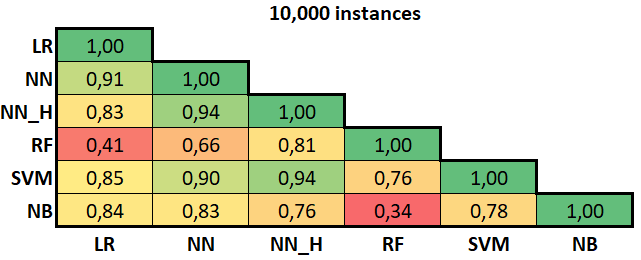 10,000 instances
LR 1,00
NN 0,91 1,00
NN_H 0,83 0,94 1,00
RF 0,41 0,66 0,81 1,00
SVM 0,85 0,90 0,94 0,76 1,00
NB 0,84 0,83 0,76 0,34 0,78 1,00
LR NN NN_H RF SVM NB